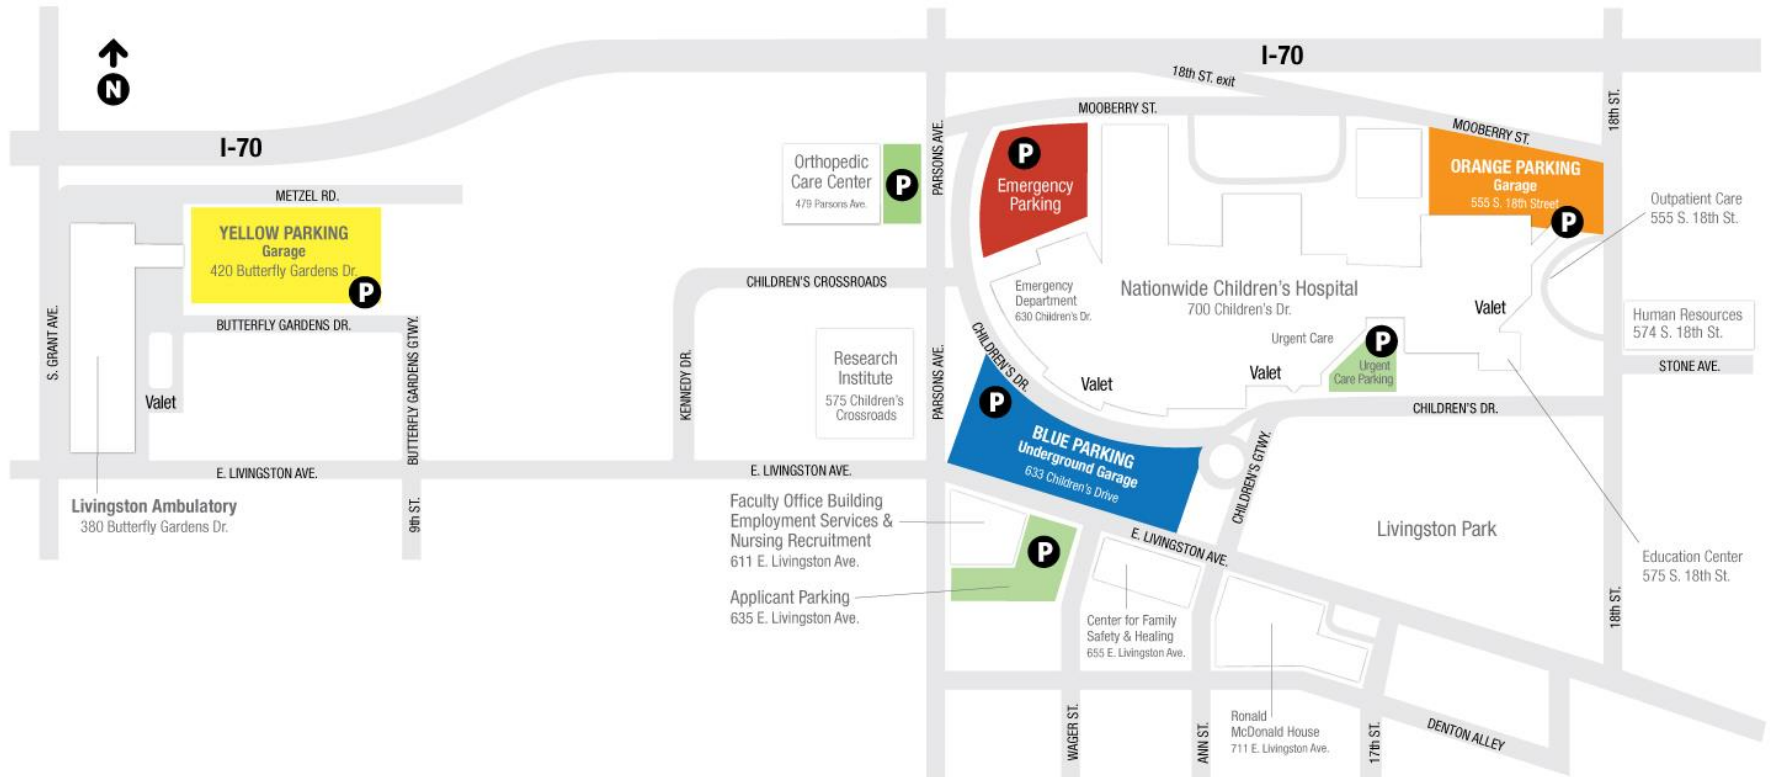 N
I-70
I-70
18th ST. exit
MOOBERRY ST.
MOOBERRY ST.
18th ST.
PARSONS AVE.
METZEL RD.
YELLOW PARKING
Garage
420 Butterfly Gardens Dr.
P
BUTTERFLY GARDENS DR.
S. GRANT AVE.
BUTTERFLY GARDENS GTWY.
Valet
E. LIVINGSTON AVE.
Livingston Ambulatory
380 Butterfly Gardens Dr.
9th ST.
Orthopedic
Care Center
479 Parsons Ave.
P
CHILDREN'S CROSSROADS
KENNEDY DR.
Research
Institute
575 Children's
Crossroads
PARSONS AVE.
E. LIVINGSTON AVE.
P
Emergency
Parking
Emergency
Department
630 Children's Dr.
Nationwide Children's Hospital
700 Children's Dr.
Urgent Care
P
Urgent
Care Parking
Valet
Valet
Valet
CHILDREN'S DR.
CHILDREN'S DR.
ORANGE PARKING
Garage
555 S. 18th Street
P
Outpatient Care
555 S. 18th St.
Human Resources
574 S. 18th St.
STONE AVE.
P
BLUE PARKING
Underground Garage
633 Children's Drive
CHILDREN'S GTWY.
E. LIVINGSTON AVE.
Livingston Park
Education Center
575 S. 18th St.
18th ST.
Faculty Office Building
Employment Services &
Nursing Recruitment
611 E. Livingston Ave.
P
Applicant Parking
635 E. Livingston Ave.
Center for Family
Safety & Healing
655 E. Livingston Ave.
Ronald
McDonald House
711 E. Livingston Ave.
WAGER ST.
ANN ST.
17th ST.
DENTON ALLEY